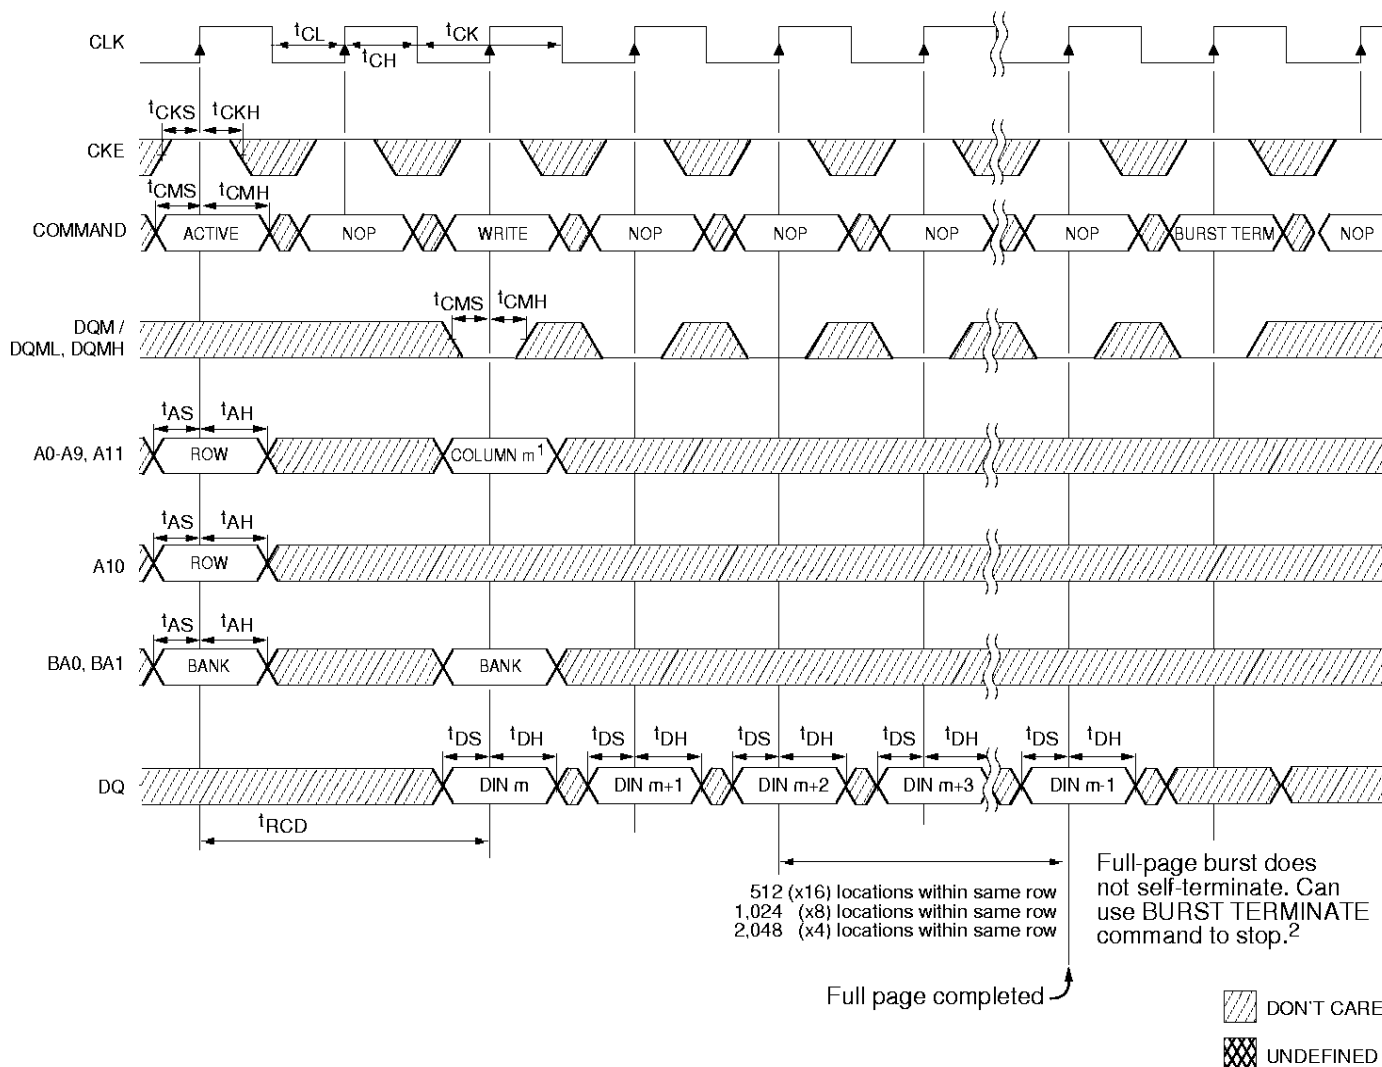 CLK
tCL
tCH
tCK
tCKS
tCKH
CKE
tCMS
tCMH
COMMAND
ACTIVE
NOP
WRITE
NOP
NOP
NOP
NOP
BURST TERM
NOP
tCMS
tCMH
DQM /
DQML, DQMH
tAS
tAH
A0-A9, A11
ROW
COLUMN m1
tAS
tAH
A10
ROW
tAS
tAH
BA0, BA1
BANK
BANK
tDS
tDH
tDS
tDH
tDS
tDH
tDS
tDH
tDS
tDH
DQ
DIN m
DIN m+1
DIN m+2
DIN m+3
DIN m-1
tRCD
512 (x16) locations within same row
1,024 (x8) locations within same row
2,048 (x4) locations within same row
Full-page burst does
not self-terminate. Can
use BURST TERMINATE
command to stop.2
Full page completed
DON'T CARE
UNDEFINED